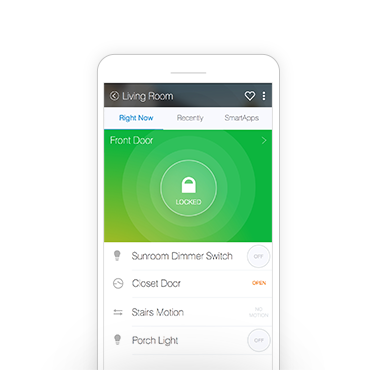 Living Room
Right Now Recently SmartApps
Front Door
LOCKED
Sunroom Dimmer Switch OFF
Closet Door OPEN
Stairs Motion NO MOTION
Porch Light OFF